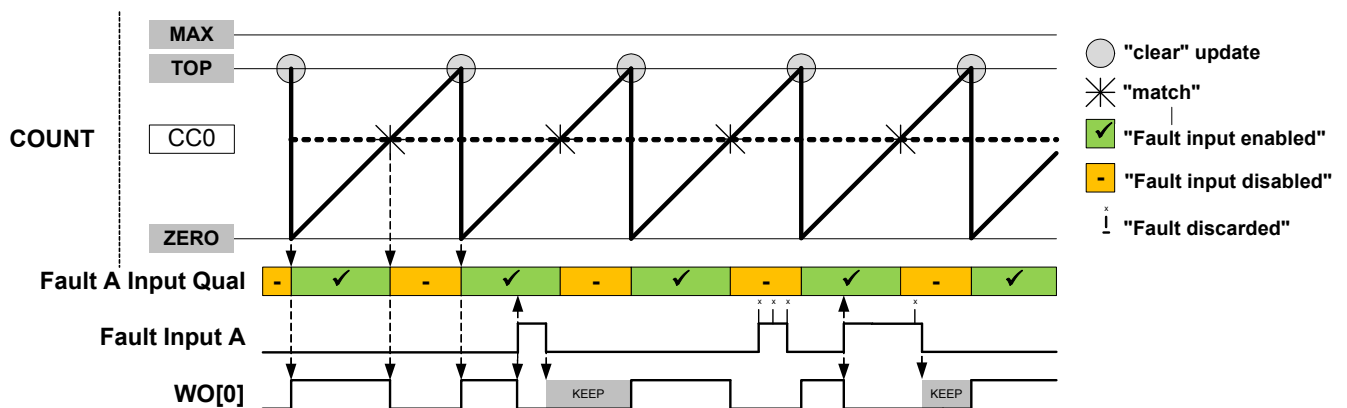 MAX
TOP
COUNT
CC0
ZERO
"clear" update
"match"
"Fault input enabled"
"Fault input disabled"
x
"Fault discarded"
Fault A Input Qual
- ✓ - ✓ - ✓ - ✓ - ✓
x x x x
Fault Input A
WO[0]
KEEP KEEP